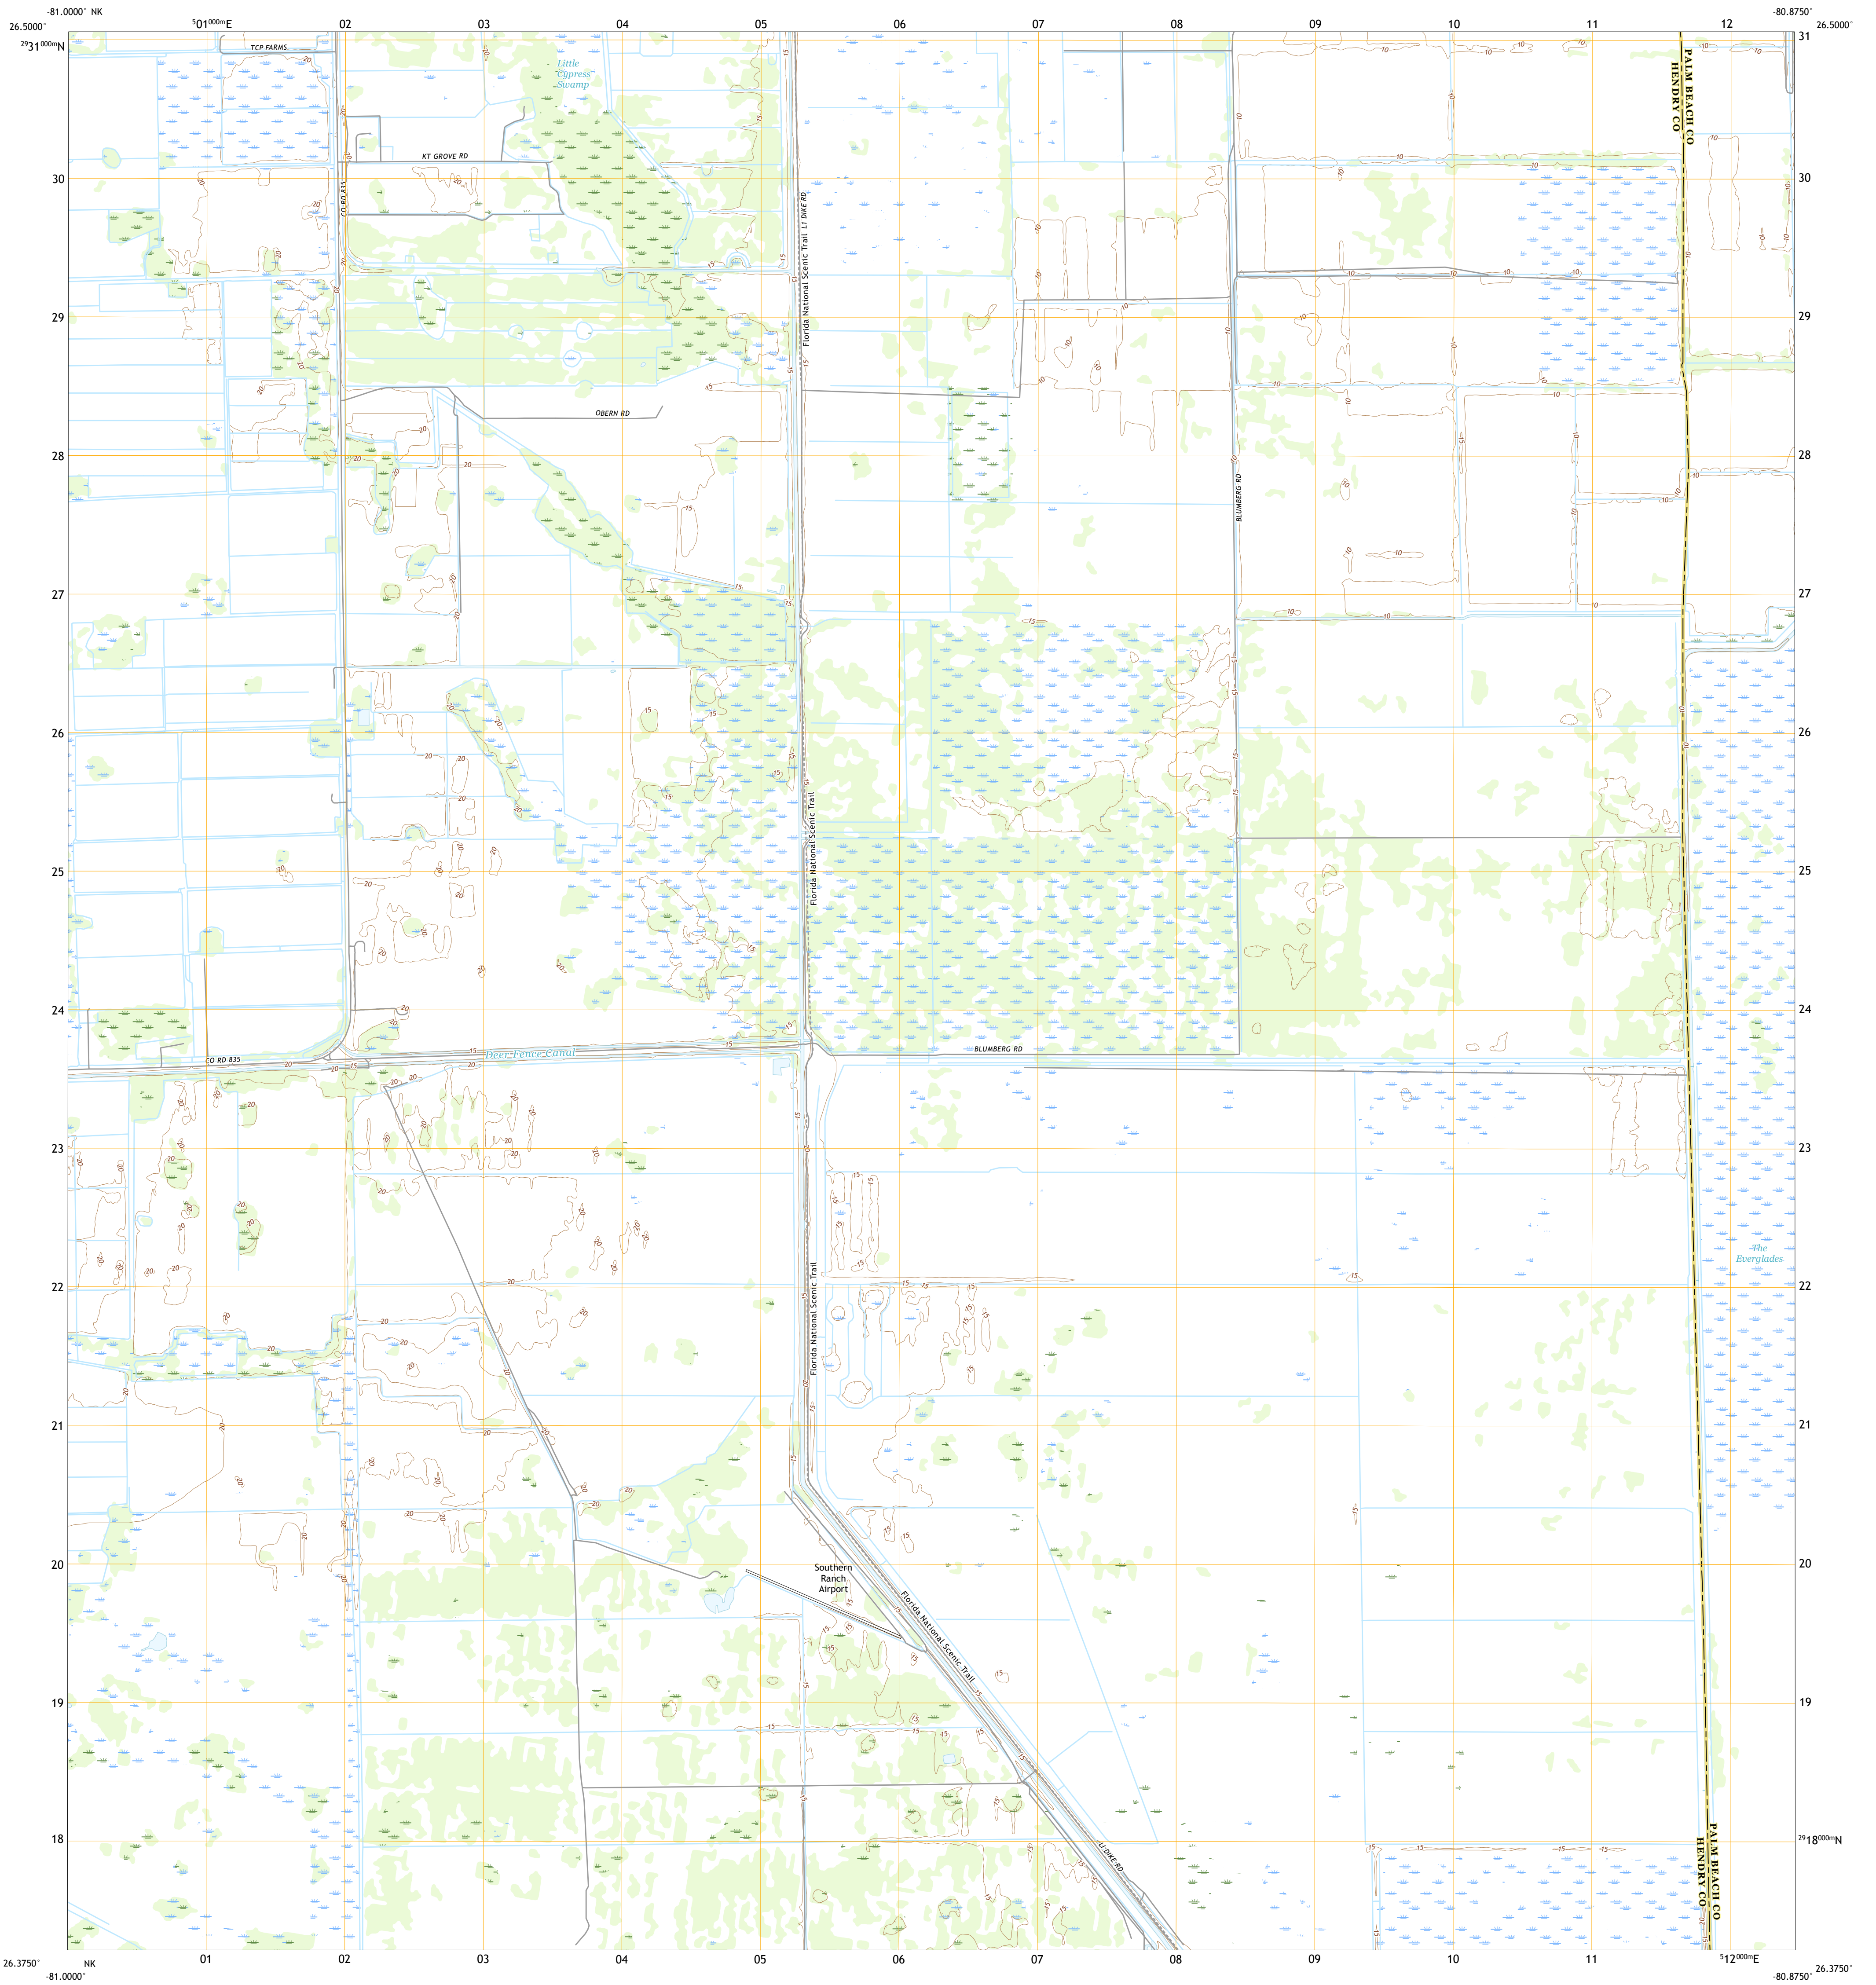 -81.0000° NK
501000mE
02
03
04
05
06
07
08
09
10
11
12
-80.8750°
26.5000°
26.5000°
2931000mN
31
TCP FARMS
Little
Cypress
Swamp
PALM BEACH CO
HENDRY CO
KT GROVE RD
CO RD 835
30
30
Florida National Scenic Trail
L1 DIKE RD
29
29
OBERN RD
28
28
BLUMBERG RD
27
27
26
26
Florida National Scenic Trail
25
25
24
24
CO RD 835
Deer Fence Canal
BLUMBERG RD
23
23
The
Everglades
22
22
Florida National Scenic Trail
21
21
20
20
Southern
Ranch
Airport
Florida National Scenic Trail
19
19
18
2918000mN
L1 DIKE RD
PALM BEACH CO
HENDRY CO
26.3750°
NK
01
02
03
04
05
06
07
08
09
10
11
512000mE
26.3750°
-81.0000°
-80.8750°